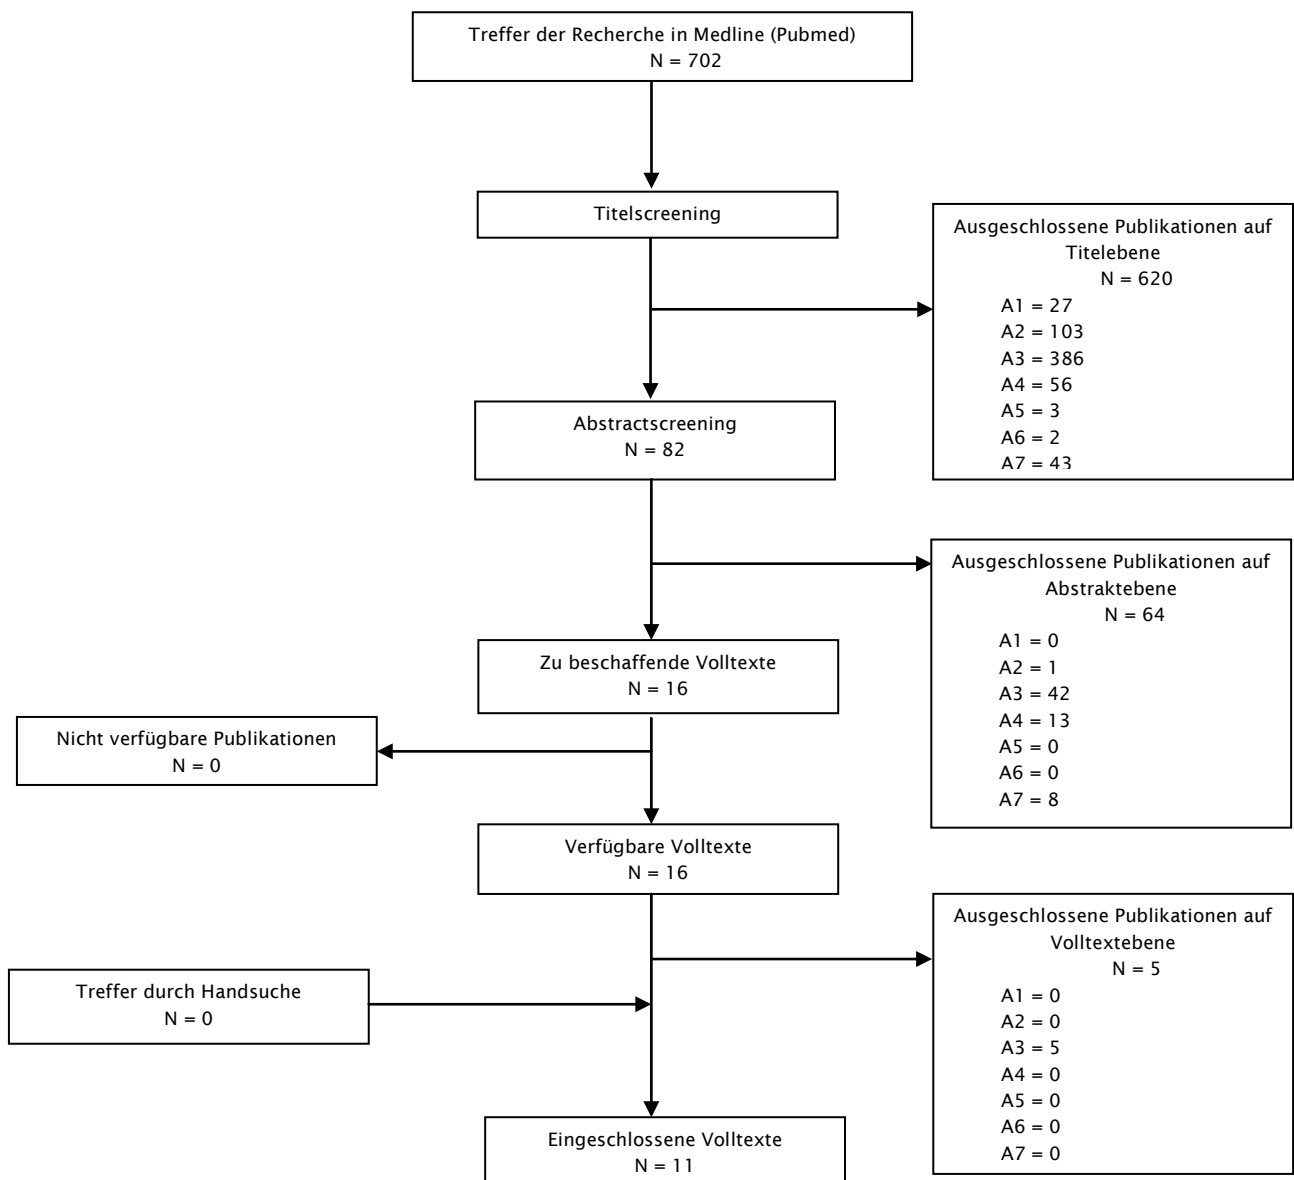 Treffer der Recherche in Medline (Pubmed)
N = 702
Titelscreening
Ausgeschlossene Publikationen auf
Titelebene
N = 620
A1 = 27
A2 = 103
A3 = 386
A4 = 56
A5 = 3
A6 = 2
A7 = 43
Abstractscreening
N = 82
Ausgeschlossene Publikationen auf
Abstraktebene
N = 64
A1 = 0
A2 = 1
A3 = 42
A4 = 13
A5 = 0
A6 = 0
A7 = 8
Zu beschaffende Volltexte
N = 16
Nicht verfügbare Publikationen
N = 0
Verfügbare Volltexte
N = 16
Ausgeschlossene Publikationen auf
Volltextebene
N = 5
A1 = 0
A2 = 0
A3 = 5
A4 = 0
A5 = 0
A6 = 0
A7 = 0
Treffer durch Handsuche
N = 0
Eingeschlossene Volltexte
N = 11